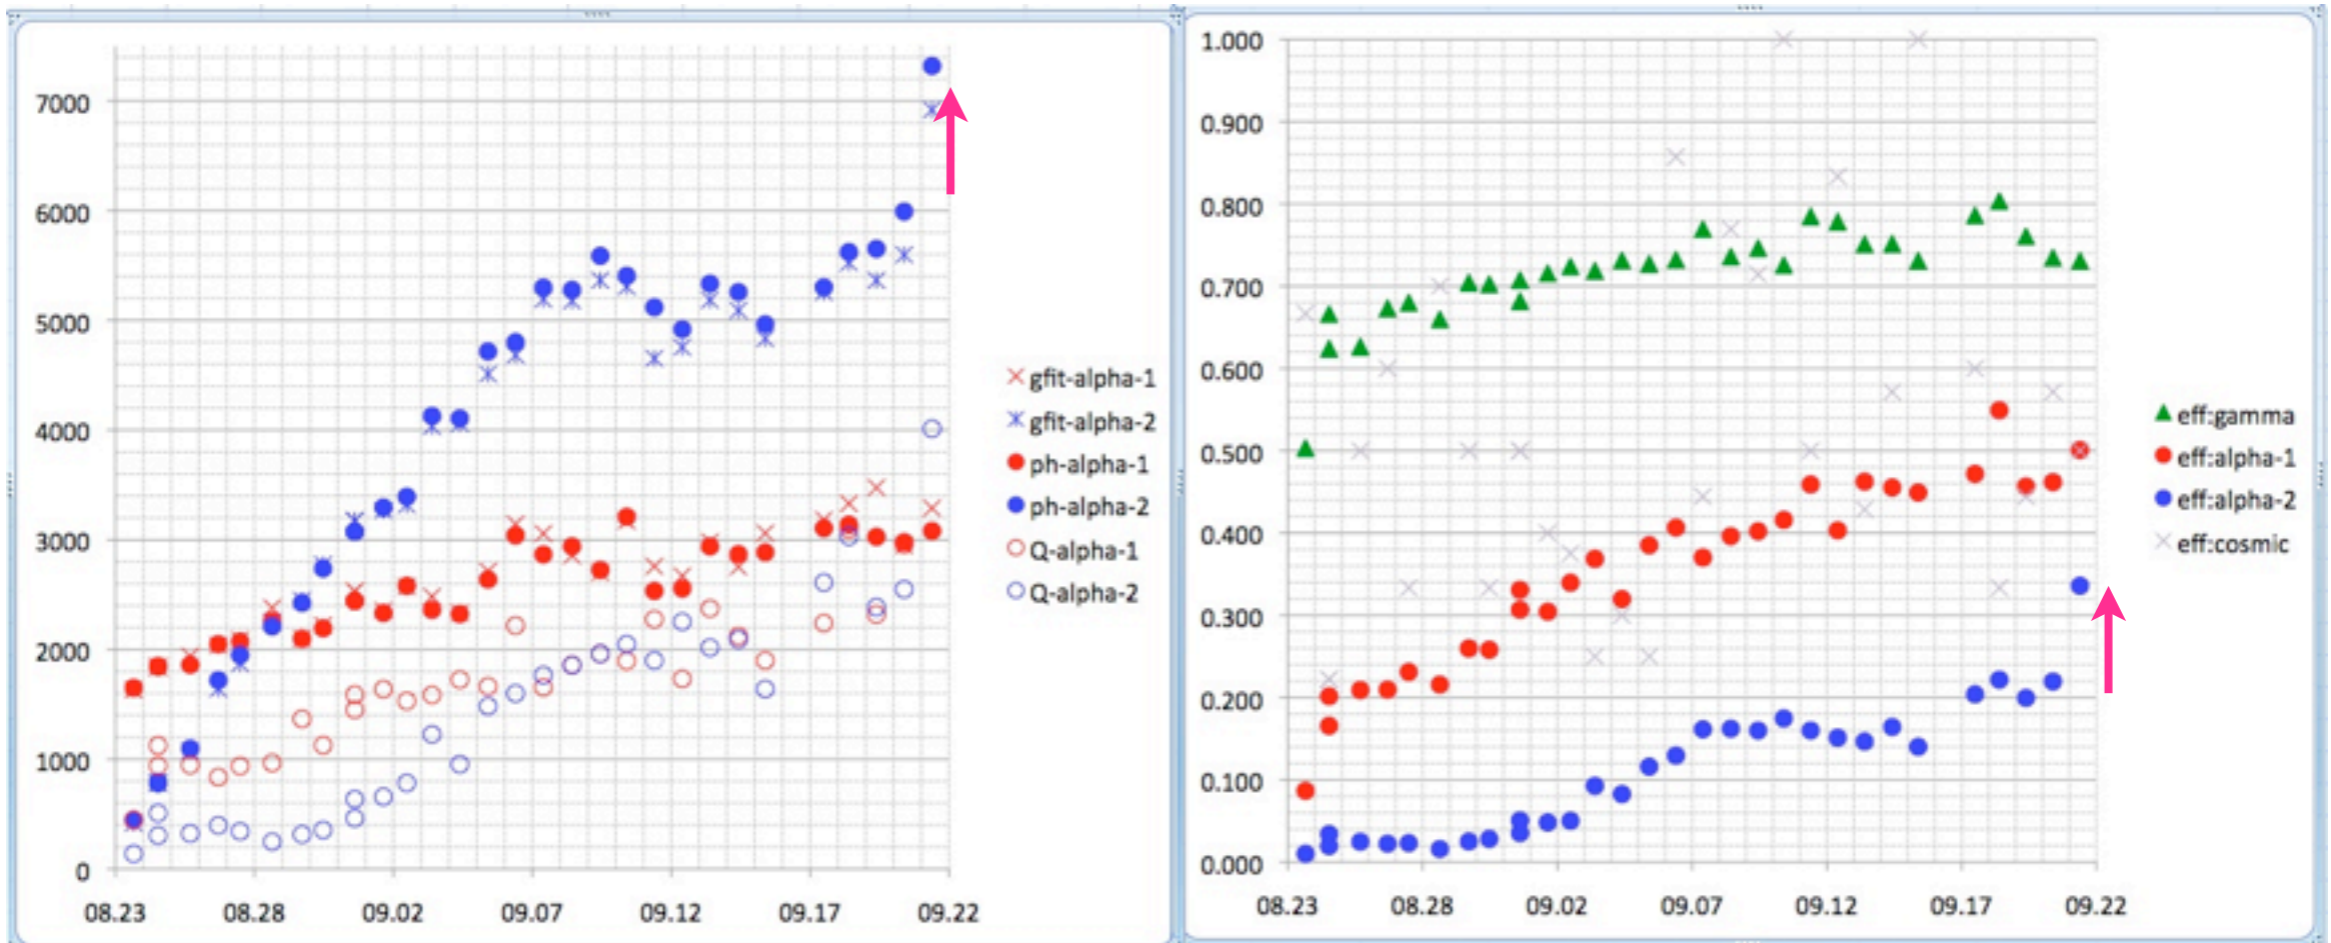 7000
6000
5000
4000
3000
2000
1000
0
08.23 08.28 09.02 09.07 09.12 09.17 09.22
gfit-alpha-1
gfit-alpha-2
ph-alpha-1
ph-alpha-2
Q-alpha-1
Q-alpha-2
1.000
0.900
0.800
0.700
0.600
0.500
0.400
0.300
0.200
0.100
0.000
08.23 08.28 09.02 09.07 09.12 09.17 09.22
eff:gamma
eff:alpha-1
eff:alpha-2
eff:cosmic